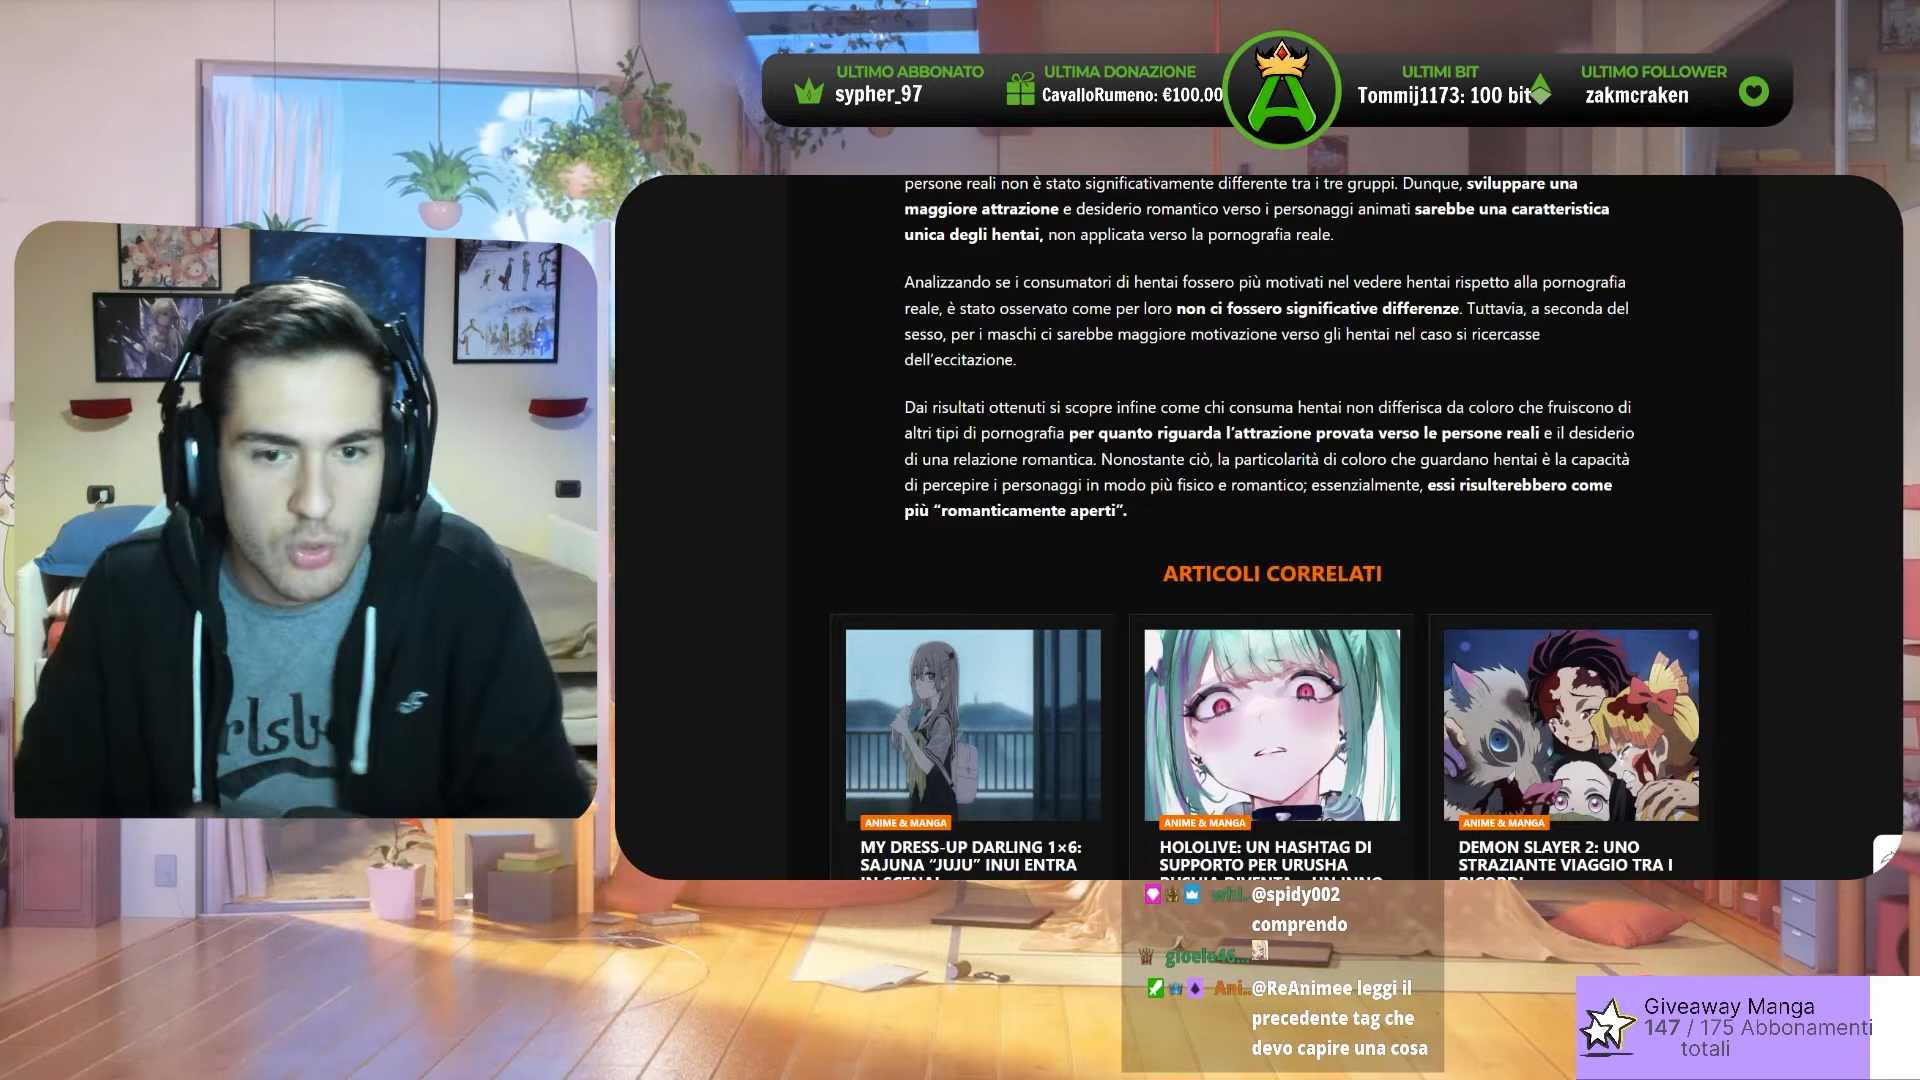 ULTIMO ABBONATO
sypher_97
ULTIMA DONAZIONE
CavalloRumeno: €100.00
ULTIMI BIT
Tommij1173: 100 bit
ULTIMO FOLLOWER
zakmcraken
persone reali non è stato significativamente differente tra i tre gruppi. Dunque, sviluppare una
maggiore attrazione e desiderio romantico verso i personaggi animati sarebbe una caratteristica
unica degli hentai, non applicata verso la pornografia reale.
Analizzando se i consumatori di hentai fossero più motivati nel vedere hentai rispetto alla pornografia
reale, è stato osservato come per loro non ci fossero significative differenze. Tuttavia, a seconda del
sesso, per i maschi ci sarebbe maggiore motivazione verso gli hentai nel caso si ricercasse
dell'eccitazione.
Dai risultati ottenuti si scopre infine come chi consuma hentai non differisca da coloro che fruiscono di
altri tipi di pornografia per quanto riguarda l'attrazione provata verso le persone reali e il desiderio
di una relazione romantica. Nonostante ciò, la particolarità di coloro che guardano hentai è la capacità
di percepire i personaggi in modo più fisico e romantico; essenzialmente, essi risulterebbero come
più “romanticamente aperti”.
ARTICOLI CORRELATI
ANIME & MANGA
MY DRESS-UP DARLING 1×6:
SAJUNA “JUJU” INUI ENTRA
ANIME & MANGA
HOLOLIVE: UN HASHTAG DI
SUPPORTO PER URUSHA
ANIME & MANGA
DEMON SLAYER 2: UNO
STRAZIANTE VIAGGIO TRA I
whi.. @spidy002
comprendo
gioele46...
Ani.. @ReAnimee leggi il
precedente tag che
devo capire una cosa
Giveaway Manga
147 / 175 Abbonamenti
totali